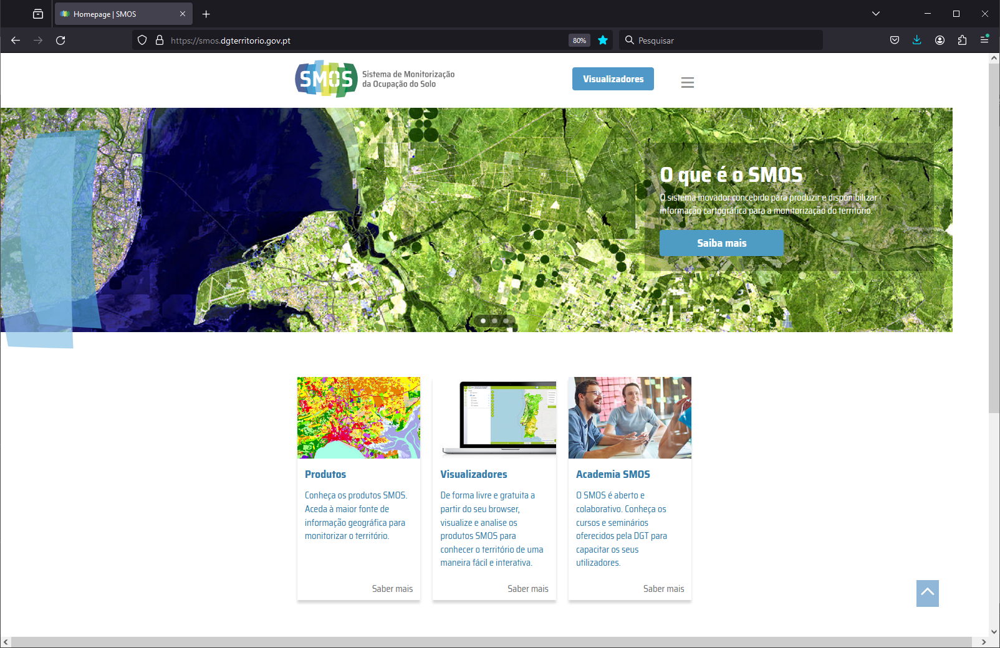 Homepage | SMOS
https://smos.dgterritorio.gov.pt
80%
Pesquisar
SMOS
Sistema de Monitorização
da Ocupação do Solo
Visualizadores
O que é o SMOS
O sistema inovador concebido para produzir e disponibilizar
informação cartográfica para a monitorização do território.
Saiba mais
Produtos
Conheça os produtos SMOS.
Aceda à maior fonte de
informação geográfica para
monitorizar o território.
Saber mais
Visualizadores
De forma livre e gratuita a
partir do seu browser,
visualize e analise os
produtos SMOS para
conhecer o território de uma
maneira fácil e interativa.
Saber mais
Academia SMOS
O SMOS é aberto e
colaborativo. Conheça os
cursos e seminários
oferecidos pela DGT para
capacitar os seus
utilizadores.
Saber mais